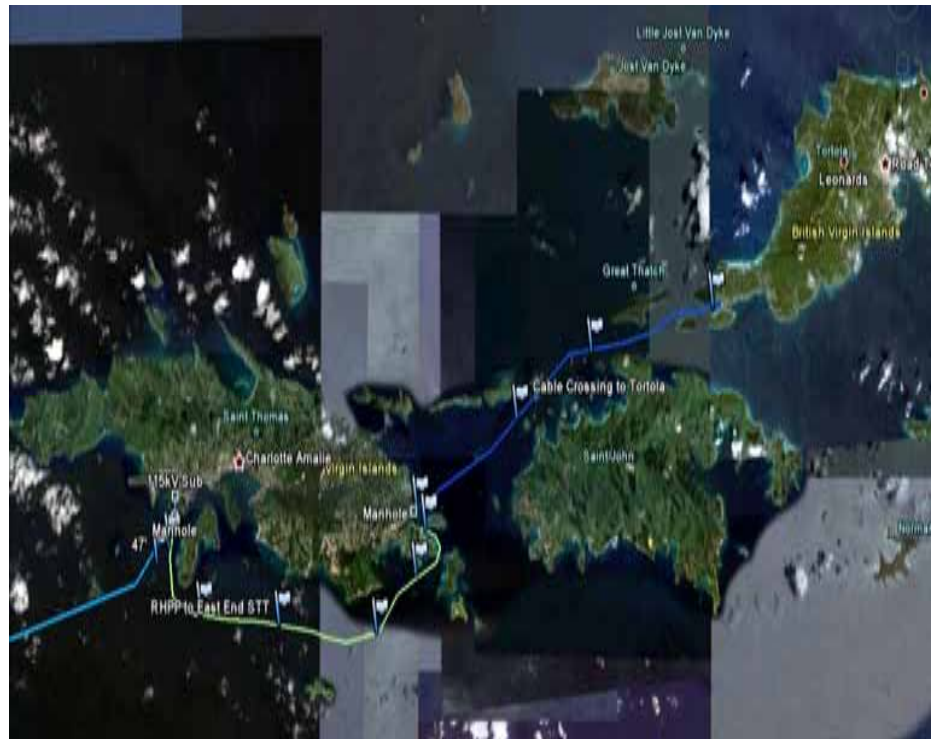 Little Jost Van Dyke
Jost Van Dyke
Tortola
Leonards
Road T
British Virgin Islands
Great Thatch
Cable Crossing to Tortola
Saint Thomas
Charlotte Amalie
Virgin Islands
Saint John
115kV Sub
Manhole
Manhole
47'
Norma
RHPP to East End STT